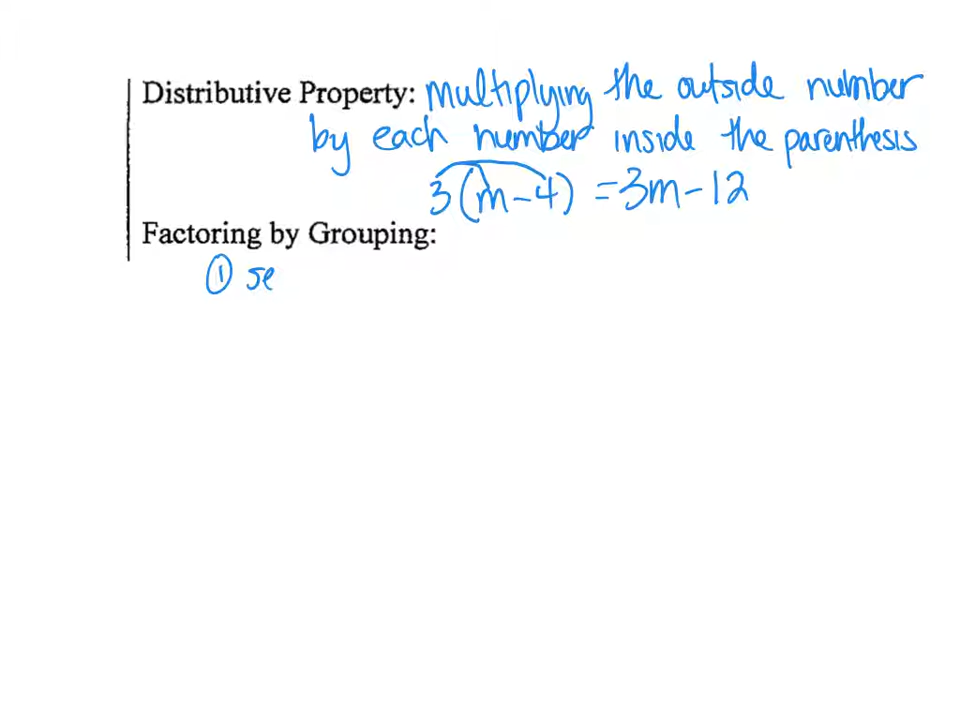 Distributive Property: multiplying the outside number
by each number inside the parenthesis
3(m-4) = 3m-12
Factoring by Grouping:
① se